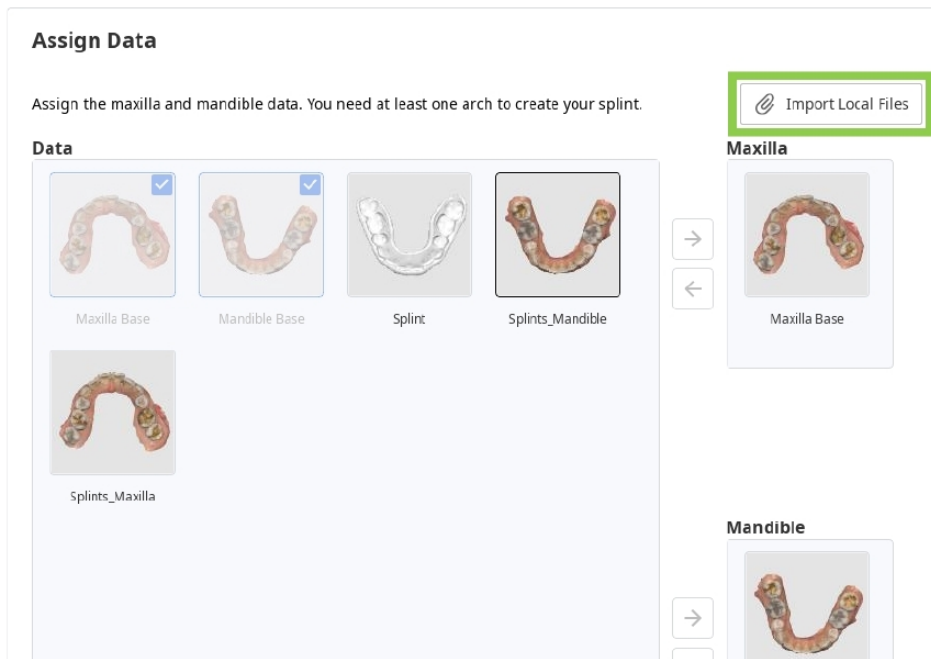 Assign Data
Assign the maxilla and mandible data. You need at least one arch to create your splint.
Import Local Files
Data
Maxilla
Maxilla Base
Mandible Base
Splint
Splints_Mandible
Maxilla Base
Splints_Maxilla
Mandible